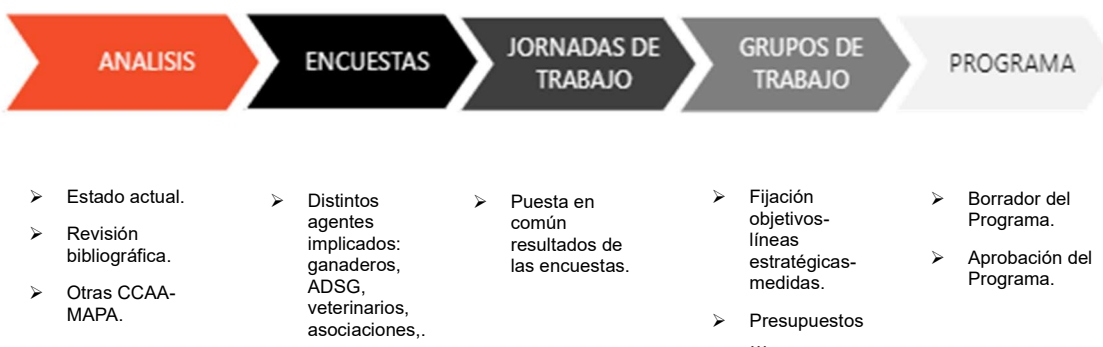 ANALISIS
ENCUESTAS
JORNADAS DE
TRABAJO
GRUPOS DE
TRABAJO
PROGRAMA
➢ Estado actual.
➢ Revisión
bibliográfica.
➢ Otras CCAA-
MAPA.
➢ Distintos
agentes
implicados:
ganaderos,
ADSG,
veterinarios,
asociaciones,.
➢ Puesta en
común
resultados de
las encuestas.
➢ Fijación
objetivos-
líneas
estratégicas-
medidas.
➢ Presupuestos
...
➢ Borrador del
Programa.
➢ Aprobación del
Programa.